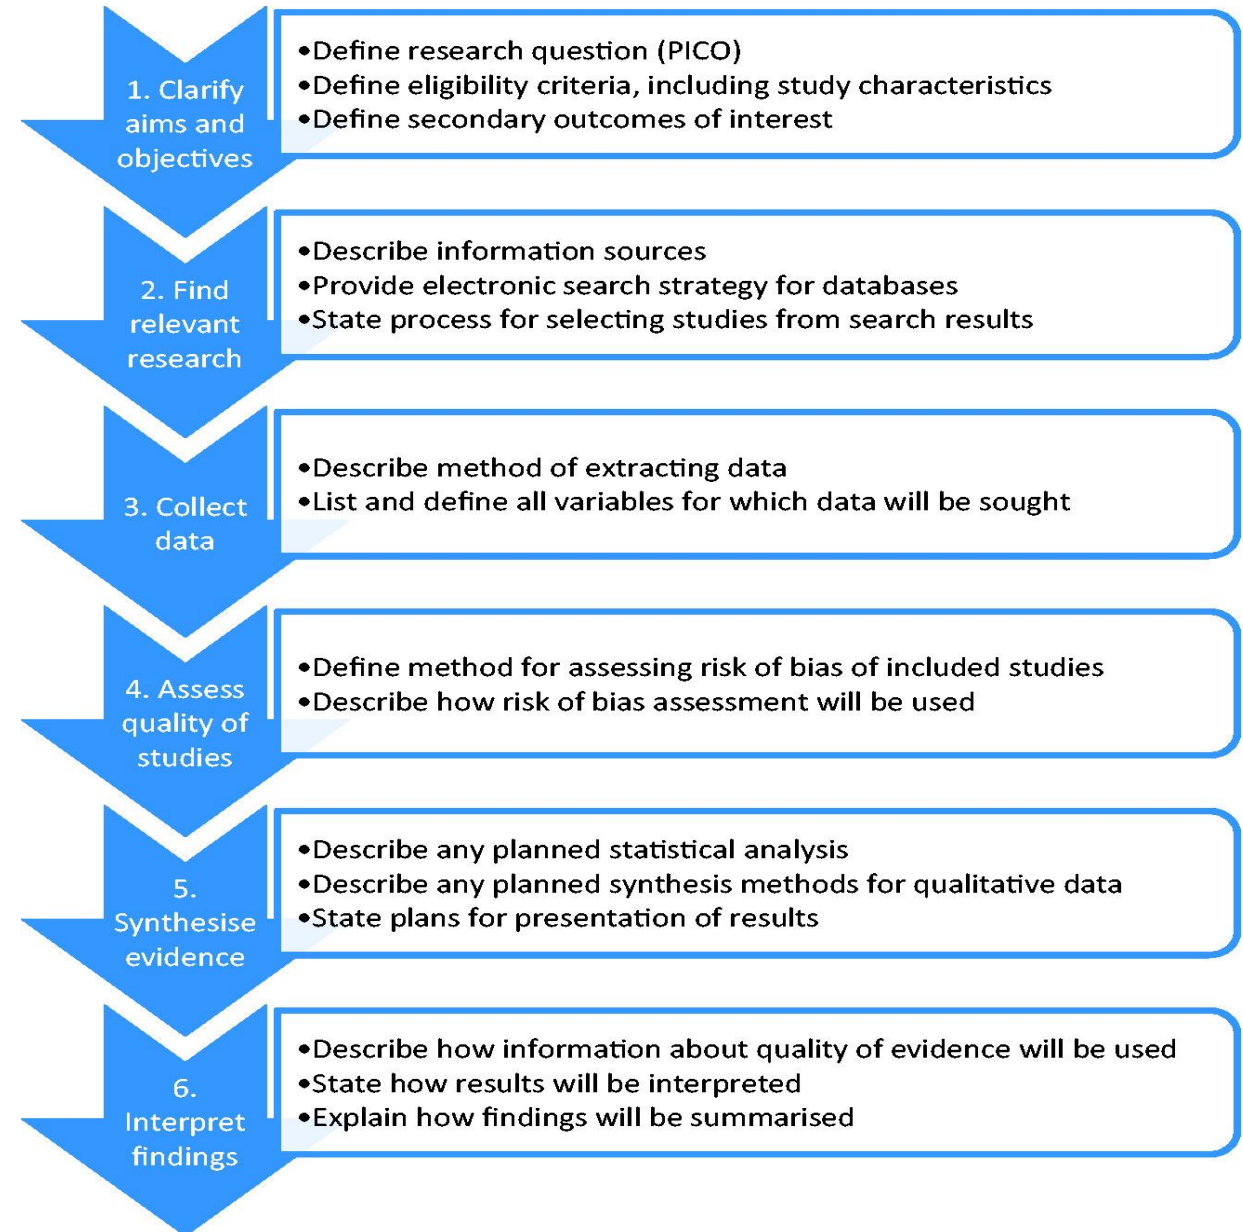 1. Clarify
aims and
objectives
•Define research question (PICO)
•Define eligibility criteria, including study characteristics
•Define secondary outcomes of interest
2. Find
relevant
research
•Describe information sources
•Provide electronic search strategy for databases
•State process for selecting studies from search results
3. Collect
data
•Describe method of extracting data
•List and define all variables for which data will be sought
4. Assess
quality of
studies
•Define method for assessing risk of bias of included studies
•Describe how risk of bias assessment will be used
5.
Synthesise
evidence
•Describe any planned statistical analysis
•Describe any planned synthesis methods for qualitative data
•State plans for presentation of results
6.
Interpret
findings
•Describe how information about quality of evidence will be used
•State how results will be interpreted
•Explain how findings will be summarised